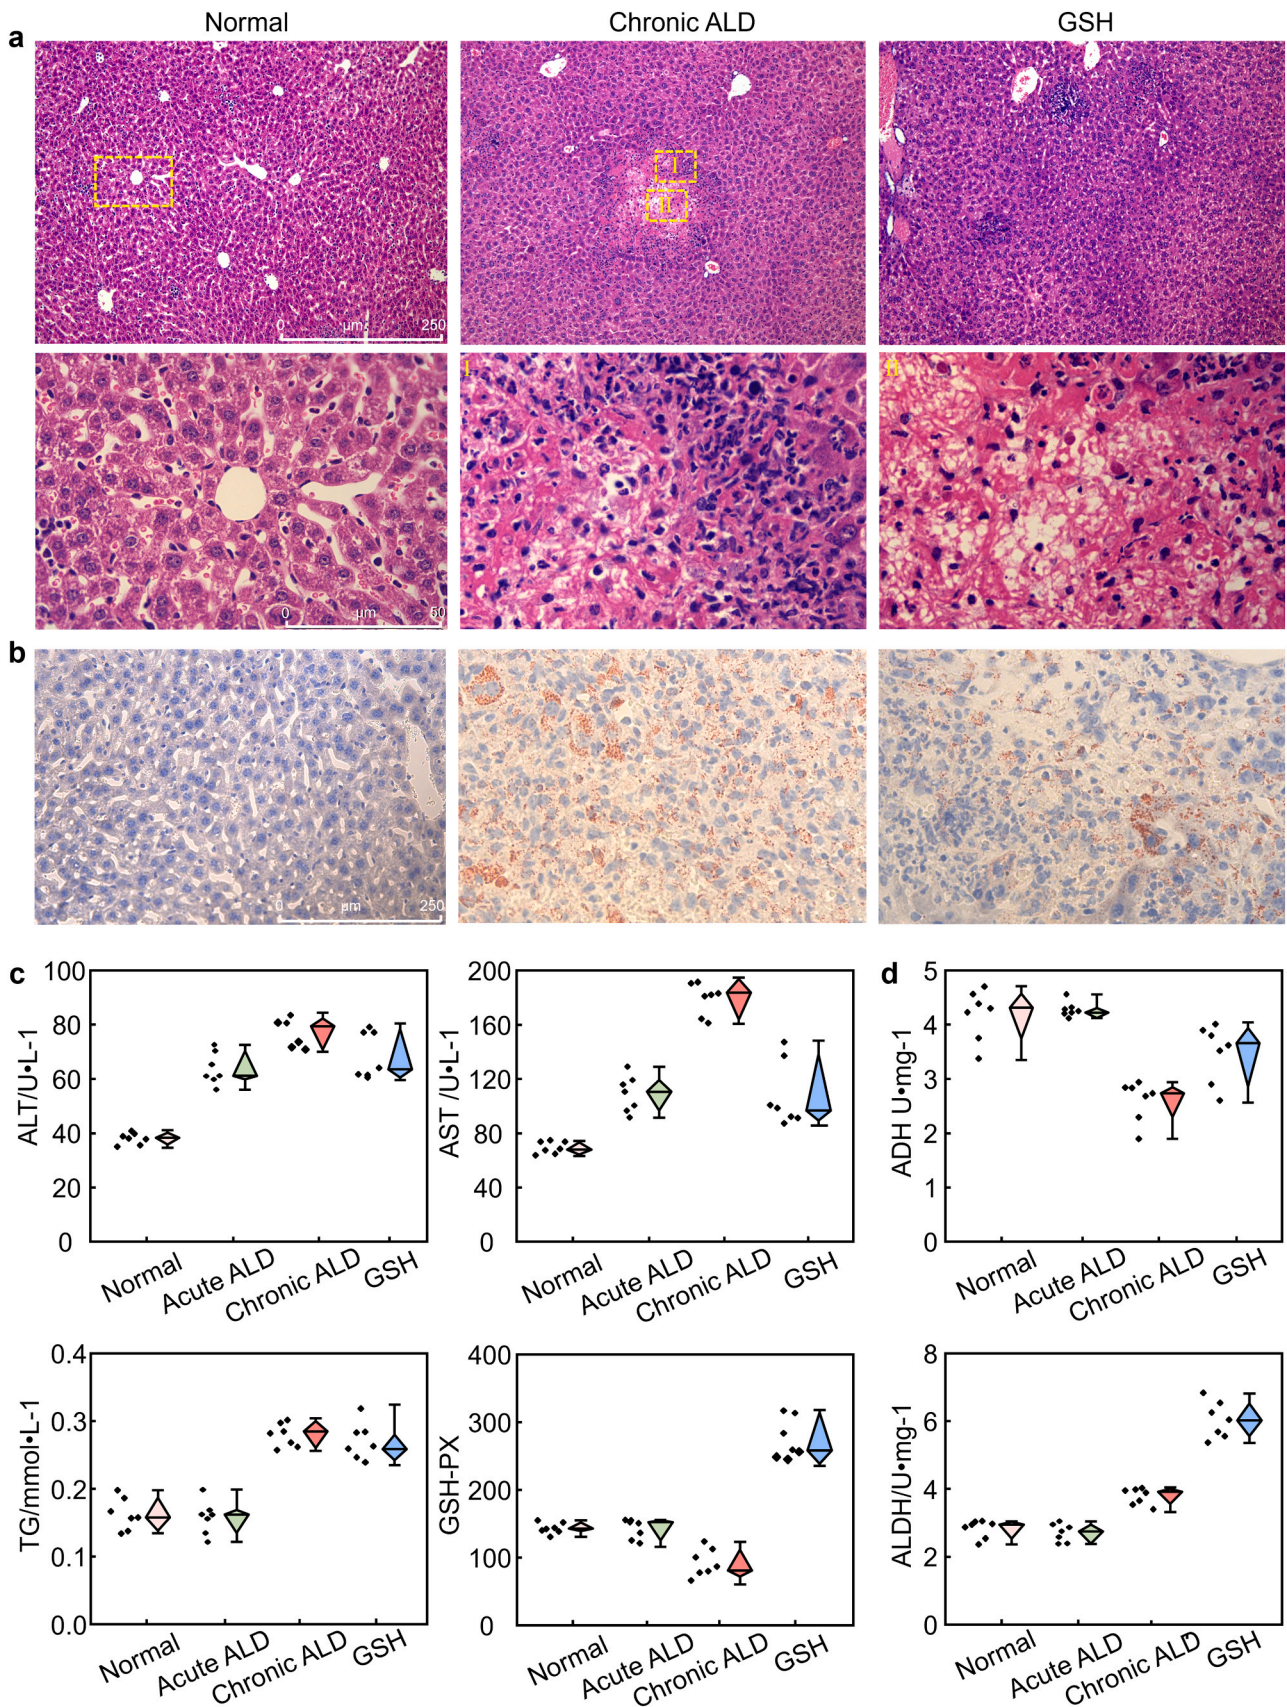 Normal
Chronic ALD
GSH
a
I
II
0 μm 250
I
II
0 μm 50
b
0 μm 250
c
100
80
60
40
20
0
ALT/U•L-1
Normal
Acute ALD
Chronic ALD
GSH
200
160
120
80
40
0
AST /U•L-1
Normal
Acute ALD
Chronic ALD
GSH
d
5
4
3
2
1
0
ADH U•mg-1
Normal
Acute ALD
Chronic ALD
GSH
0.4
0.3
0.2
0.1
0.0
TG/mmol•L-1
Normal
Acute ALD
Chronic ALD
GSH
400
300
200
100
0
GSH-PX
Normal
Acute ALD
Chronic ALD
GSH
8
6
4
2
0
ALDH/U•mg-1
Normal
Acute ALD
Chronic ALD
GSH